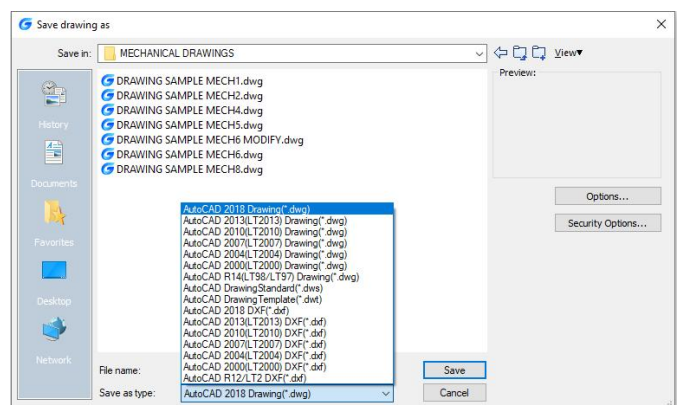 Save drawing as
Save in: MECHANICAL DRAWINGS View▾
Preview:
DRAWING SAMPLE MECH1.dwg
DRAWING SAMPLE MECH2.dwg
DRAWING SAMPLE MECH4.dwg
DRAWING SAMPLE MECH5.dwg
DRAWING SAMPLE MECH6 MODIFY.dwg
DRAWING SAMPLE MECH6.dwg
DRAWING SAMPLE MECH8.dwg
History
Documents
Favorites
Desktop
Network
Options...
Security Options...
AutoCAD 2018 Drawing(*.dwg)
AutoCAD 2013(LT2013) Drawing(*.dwg)
AutoCAD 2010(LT2010) Drawing(*.dwg)
AutoCAD 2007(LT2007) Drawing(*.dwg)
AutoCAD 2004(LT2004) Drawing(*.dwg)
AutoCAD 2000(LT2000) Drawing(*.dwg)
AutoCAD R14(LT98/LT97) Drawing(*.dwg)
AutoCAD DrawingStandard(*.dws)
AutoCAD DrawingTemplate(*.dwt)
AutoCAD 2018 DXF(*.dxf)
AutoCAD 2013(LT2013) DXF(*.dxf)
AutoCAD 2010(LT2010) DXF(*.dxf)
AutoCAD 2007(LT2007) DXF(*.dxf)
AutoCAD 2004(LT2004) DXF(*.dxf)
AutoCAD 2000(LT2000) DXF(*.dxf)
AutoCAD R12/LT2 DXF(*.dxf)
File name: Save
Save as type: AutoCAD 2018 Drawing(*.dwg) Cancel